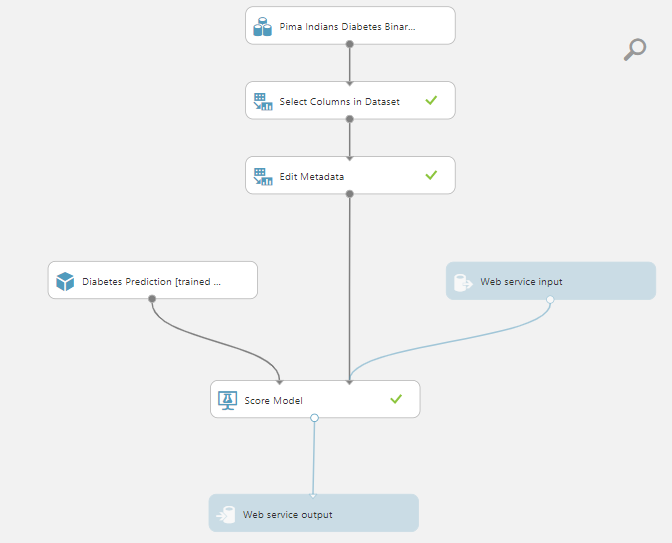 Pima Indians Diabetes Binar...
Select Columns in Dataset
Edit Metadata
Diabetes Prediction [trained ...
Web service input
Score Model
Web service output